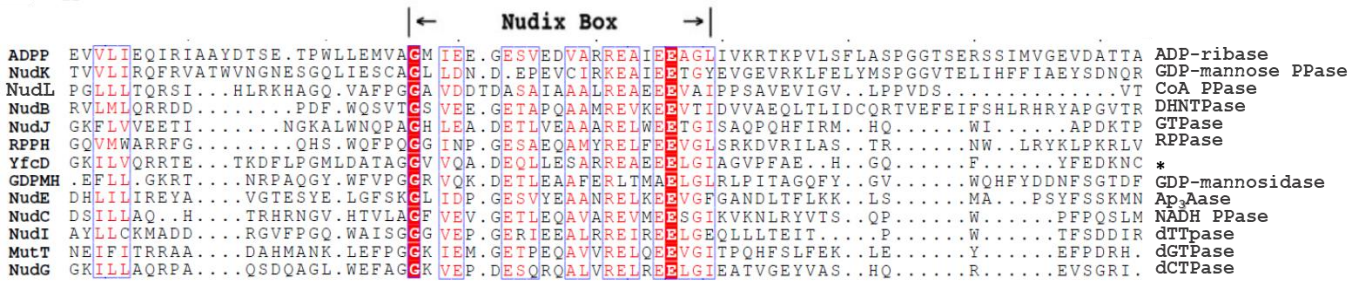 |← Nudix Box →|
ADPP EVVLIEQIRIAAYDTSE.TPWLLEMVAGMIEE.GESVEDVARREAIEEAGLIVKRTKPVLSFLASPGGTSERSSIMVGEVDATTA ADP-ribase
NudK TVVLIRQFRVATWVNGNESGQLIESCAGLLDN.D.EPEVCIRKEAIEETGYEVGEVRKLFELYMSPGGVTELIHFFIAEYSDNQR GDP-mannose PPase
NudL PGLLLTQRSI...HLRKHAGQ.VAFPGGAVDDTDASAIAAALREAEEEVAIPPSAVEVIGV..LPPVDS..............VT CoA PPase
NudB RVLMLQRRDD........PDF.WQSVTGSVEE.GETAPQAAMREVKEEVTIDVVAEQLTLIDCQRTVEFEIFSHLRHRYAPGVTR DHNTPase
NudJ GKFLVVEETI.......NGKALWNQPAGHLEA.DETLVEAAARELWEETGISAQPQHFIRM..HQ.......WI.....APDKTP GTPase
RPPH GQVMWARRFG.......QHS.WQFPQGGINP.GESAEQAMYRELFEEVGLSRKDVRILAS..TR......NW..LRYKLPKRLV RPPase
YfcD GKILVQRRTE...TKDFLPGMLDATAGGVVQA.DEQLLESARREAEEELGIAGVPFAE..H..GQ.......F.....YFEDKNC *
GDPMH .EFLL.GKRT....NRPAGQY.WFVPGGRVQK.DETLEAAFERLTMAELGLRLPITAGQFY..GV......WQHFYDDNFSGTDF GDP-mannosidase
NudE DHLILIREYA....VGTESYE.LGFSKGLIDP.GESVYEAANRELKEEVGFGANDLTFLKK..LS......MA...PSYFSSKMN Ap3Aase
NudC DSILLAQ..H....TRHRNGV.HTVLAGFVEV.GETLEQAVAREVMEESGIKVKNLRYVTS..QP.......W.....PFPQSLM NADH PPase
NudI AYLLCKMADD....RGVFPGQ.WAISGGGVEP.GERIEEALRREIREELGEQLLLTEIT....P........W.....TFSDDIR dTTpase
MutT NEIFITRRAA....DAHMANK.LEFPGGKIEM.GETPEQAVVRELQEEVGITPQHFSLFEK..LE.......Y.....EFPDRH. dGTPase
NudG GKILLAQRPA....QSDQAGL.WEFAGGKVEP.DESQRQALVRELREELGIEATVGEYVAS..HQ.......R.....EVSGRI. dCTPase